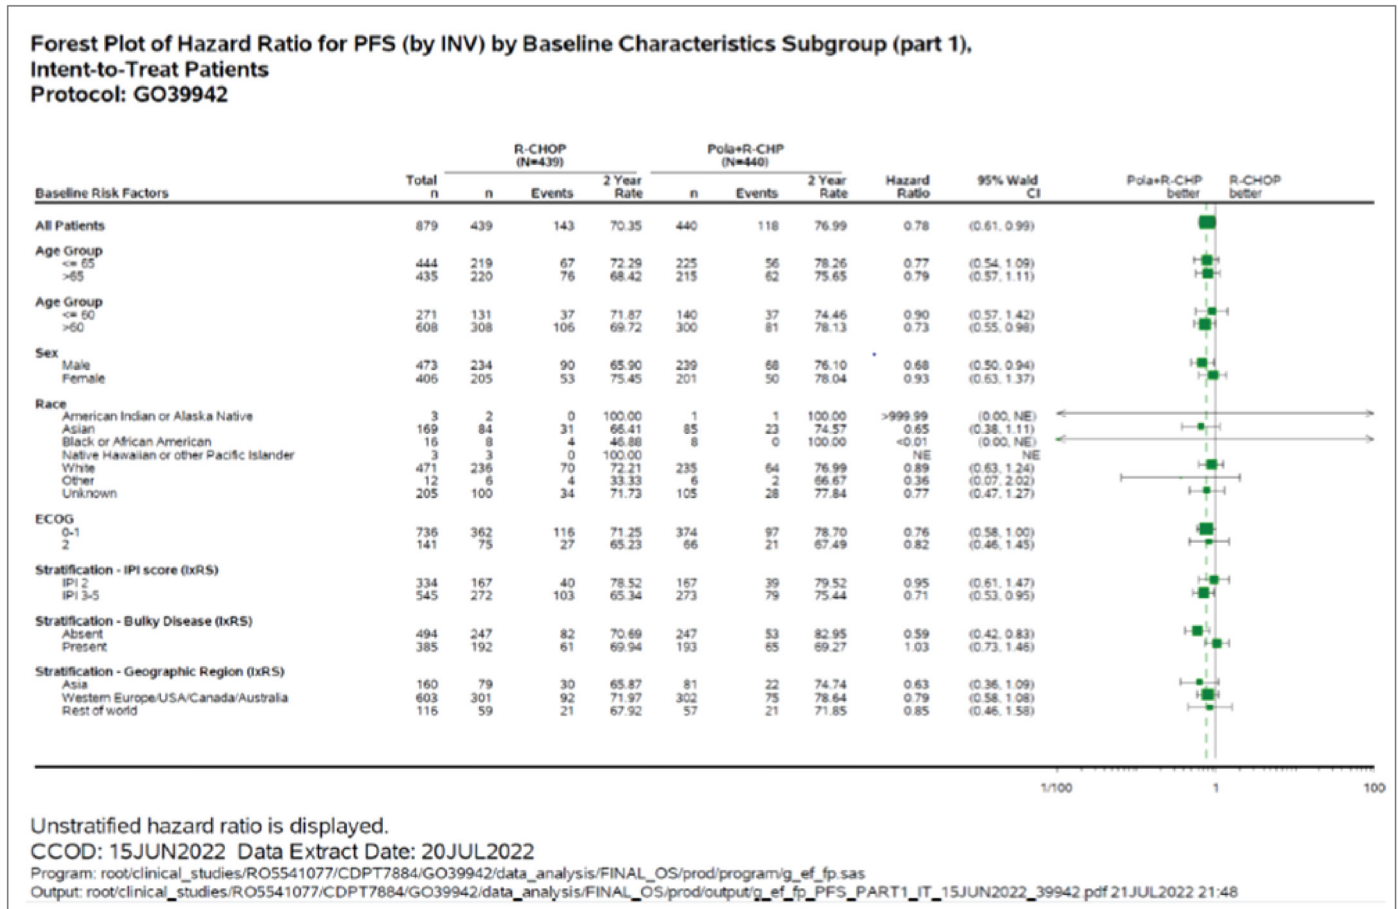 Forest Plot of Hazard Ratio for PFS (by INV) by Baseline Characteristics Subgroup (part 1),
Intent-to-Treat Patients
Protocol: GO39942
R-CHOP Pola+R-CHP
(N=439) (N=440)
Total 2 Year 2 Year Hazard 95% Wald Pola+R-CHP R-CHOP
Baseline Risk Factors n n Events Rate n Events Rate Ratio CI better better
All Patients 879 439 143 70.35 440 118 76.99 0.78 (0.61, 0.99)
Age Group
<= 65 444 219 67 72.29 225 56 78.26 0.77 (0.54, 1.09)
>65 435 220 76 68.42 215 62 75.65 0.79 (0.57, 1.11)
Age Group
<= 60 271 131 37 71.87 140 37 74.46 0.90 (0.57, 1.42)
>60 608 308 106 69.72 300 81 78.13 0.73 (0.55, 0.98)
Sex
Male 473 234 90 65.90 239 68 76.10 0.68 (0.50, 0.94)
Female 406 205 53 75.45 201 50 78.04 0.93 (0.63, 1.37)
Race
American Indian or Alaska Native 3 2 0 100.00 1 1 100.00 >999.99 (0.00, NE)
Asian 169 84 31 66.41 85 23 74.57 0.65 (0.38, 1.11)
Black or African American 16 8 4 46.88 8 0 100.00 <0.01 (0.00, NE)
Native Hawaiian or other Pacific Islander 3 3 0 100.00 NE NE
White 471 236 70 72.21 235 64 76.99 0.89 (0.63, 1.24)
Other 12 6 4 33.33 6 2 66.67 0.36 (0.07, 2.02)
Unknown 205 100 34 71.73 105 28 77.84 0.77 (0.47, 1.27)
ECOG
0-1 736 362 116 71.25 374 97 78.70 0.76 (0.58, 1.00)
2 141 75 27 65.23 66 21 67.49 0.82 (0.46, 1.45)
Stratification - IPI score (IxRS)
IPI 2 334 167 40 78.52 167 39 79.52 0.95 (0.61, 1.47)
IPI 3-5 545 272 103 65.34 273 79 75.44 0.71 (0.53, 0.95)
Stratification - Bulky Disease (IxRS)
Absent 494 247 82 70.69 247 53 82.95 0.59 (0.42, 0.83)
Present 385 192 61 69.94 193 65 69.27 1.03 (0.73, 1.46)
Stratification - Geographic Region (IxRS)
Asia 160 79 30 65.87 81 22 74.74 0.63 (0.36, 1.09)
Western Europe/USA/Canada/Australia 603 301 92 71.97 302 75 78.64 0.79 (0.58, 1.08)
Rest of world 116 59 21 67.92 57 21 71.85 0.85 (0.46, 1.58)
1/100 1 100
Unstratified hazard ratio is displayed.
CCOD: 15JUN2022 Data Extract Date: 20JUL2022
Program: root/clinical_studies/RO5541077/CDPT7884/GO39942/data_analysis/FINAL_OS/prod/program/g_ef_fp.sas
Output: root/clinical_studies/RO5541077/CDPT7884/GO39942/data_analysis/FINAL_OS/prod/output/g_ef_fp_PFS_PART1_IT_15JUN2022_39942 pdf 21JUL2022 21:48